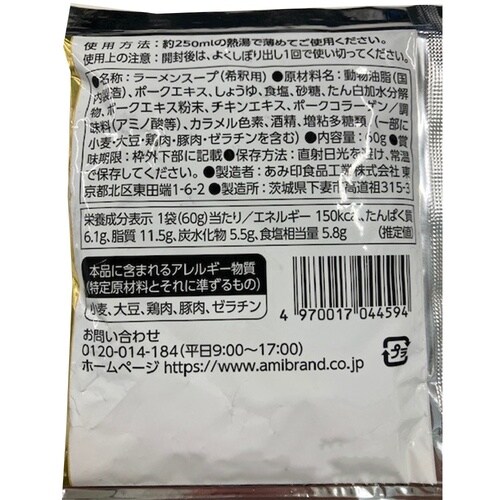 使用方法：約250mlの熱湯で薄めてご使用ください。
使用上の注意：開封後は、よくしぼり出し1回で使い切ってください。
●名称：ラーメンスープ(希釈用)●原材料名：動物油脂(国
内製造)、ポークエキス、しょうゆ、食塩、砂糖、たん白加水分解
物、ポークエキス粉末、チキンエキス、ポークコラーゲン／調
味料(アミノ酸等)、カラメル色素、酒精、増粘多糖類、(一部に
小麦・大豆・鶏肉・豚肉・ゼラチンを含む)●内容量：60g●賞
味期限：枠外下部に記載●保存方法：直射日光を避け、常温
で保存してください。●製造者：あみ印食品工業株式会社 東
京都北区東田端1-6-2●製造所：茨城県下妻市高道祖315-3
栄養成分表示 1袋(60g)当たり／エネルギー 150kcal、たんぱく質
6.1g、脂質 11.5g、炭水化物 5.5g、食塩相当量 5.8g (推定値)
本品に含まれるアレルギー物質
(特定原材料とそれに準ずるもの)
小麦、大豆、鶏肉、豚肉、ゼラチン
4 970017 044594
お問い合わせ
0120-014-184(平日9:00～17:00)
ホームページ https://www.amibrand.co.jp
プラ